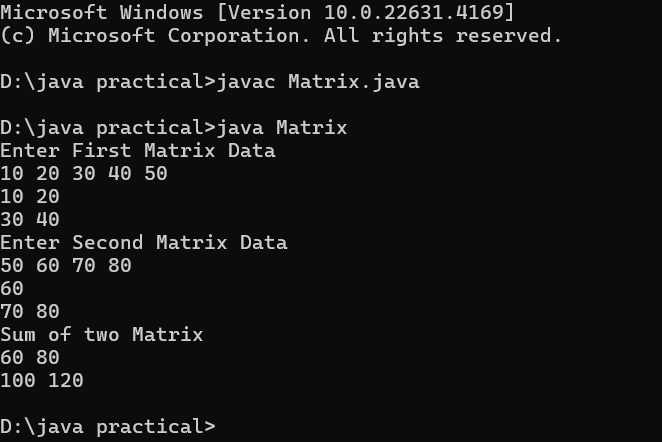 Microsoft Windows [Version 10.0.22631.4169]
(c) Microsoft Corporation. All rights reserved.
D:\java practical>javac Matrix.java
D:\java practical>java Matrix
Enter First Matrix Data
10 20 30 40 50
10 20
30 40
Enter Second Matrix Data
50 60 70 80
60
70 80
Sum of two Matrix
60 80
100 120
D:\java practical>